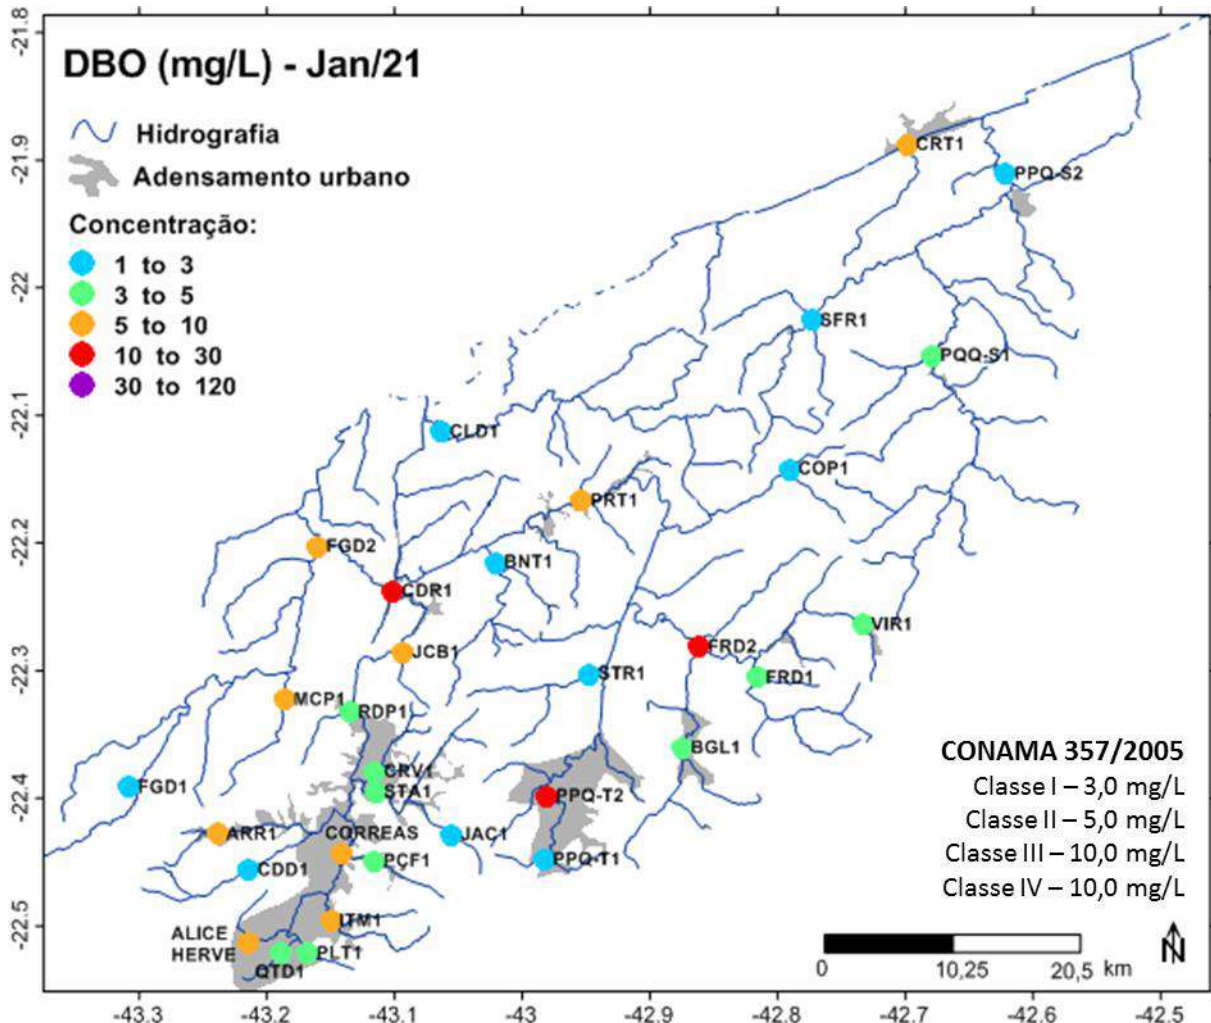 DBO (mg/L) - Jan/21
Hidrografia
Adensamento urbano
Concentração:
1 to 3
3 to 5
5 to 10
10 to 30
30 to 120
-21.8
-21.9
-22
-22.1
-22.2
-22.3
-22.4
-22.5
CRT1
PPQ-S2
SFR1
PQQ-S1
CLD1
COP1
PRT1
FGD2
BNT1
CDR1
VIR1
JCB1
FRD2
STR1
FRD1
MCP1
RDP1
BGL1
CRV1
FGD1
STA1
PPQ-T2
ARR1
CORREAS
JAC1
CDD1
PÇF1
PPQ-T1
ITM1
ALICE
HERVE
PLT1
QTD1
CONAMA 357/2005
Classe I – 3,0 mg/L
Classe II – 5,0 mg/L
Classe III – 10,0 mg/L
Classe IV – 10,0 mg/L
N
0 10,25 20,5 km
-43.3 -43.2 -43.1 -43 -42.9 -42.8 -42.7 -42.6 -42.5